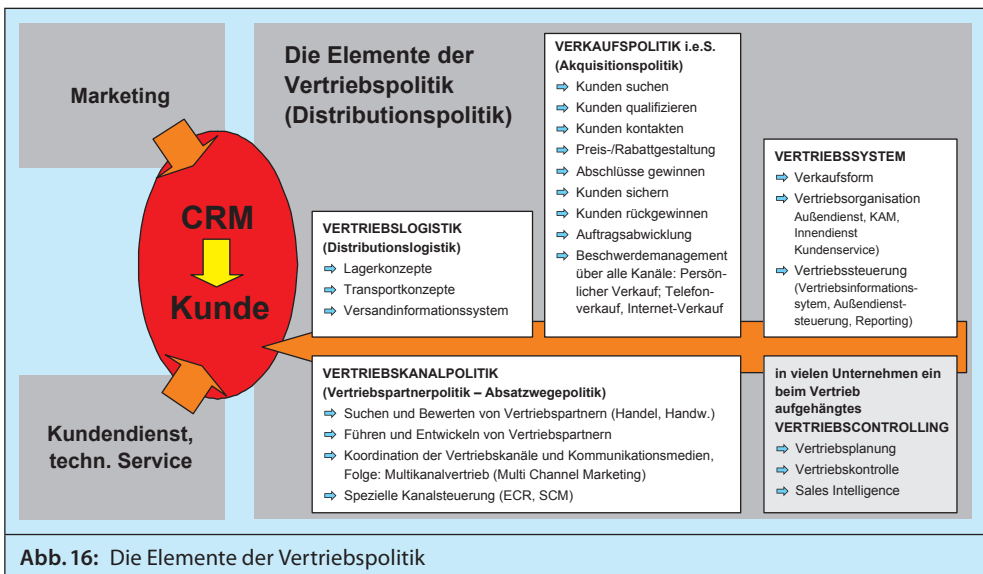 Marketing
CRM
Kunde
Kundendienst,
techn. Service
Die Elemente der
Vertriebspolitik
(Distributionspolitik)
VERTRIEBSLOGISTIK
(Distributionslogistik)
Lagerkonzepte
Transportkonzepte
Versandinformationssystem
VERKAUFSPOLITIK i.e.S.
(Akquisitionspolitik)
Kunden suchen
Kunden qualifizieren
Kunden kontakten
Preis-/Rabattgestaltung
Abschlüsse gewinnen
Kunden sichern
Kunden rückgewinnen
Auftragsabwicklung
Beschwerdemanagement
über alle Kanäle: Persön-
licher Verkauf; Telefon-
verkauf, Internet-Verkauf
VERTRIEBSSYSTEM
Verkaufsform
Vertriebsorganisation
Außendienst, KAM,
Innendienst
Kundenservice)
Vertriebssteuerung
(Vertriebsinformations-
sytem, Außendienst-
steuerung, Reporting)
VERTRIEBSKANALPOLITIK
(Vertriebspartnerpolitik – Absatzwegepolitik)
Suchen und Bewerten von Vertriebspartnern (Handel, Handw.)
Führen und Entwickeln von Vertriebspartnern
Koordination der Vertriebskanäle und Kommunikationsmedien,
Folge: Multikanalvertrieb (Multi Channel Marketing)
Spezielle Kanalsteuerung (ECR, SCM)
in vielen Unternehmen ein
beim Vertrieb
aufgehängtes
VERTRIEBSCONTROLLING
Vertriebsplanung
Vertriebskontrolle
Sales Intelligence
Abb. 16: Die Elemente der Vertriebspolitik